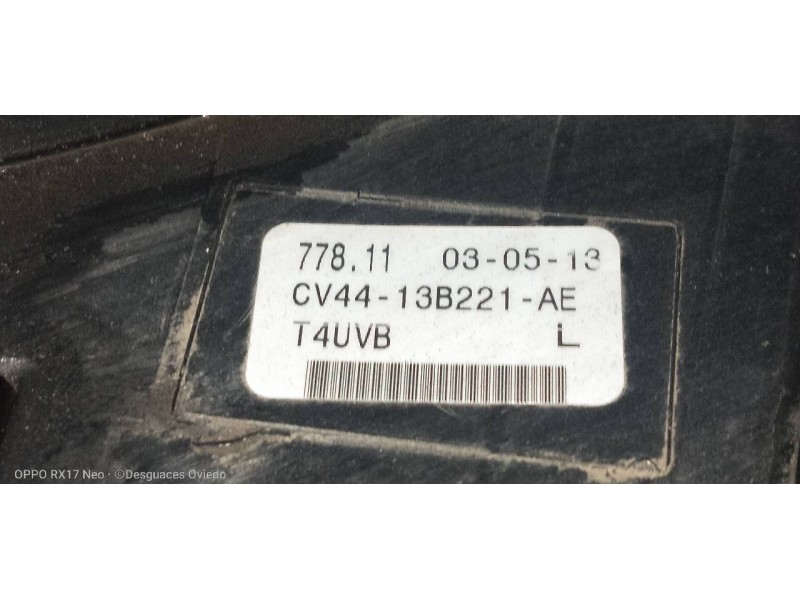 778.11 03-05-13
CV44-13B221-AE
T4UVB L
OPPO RX17 Neo · ©Desguaces Oviedo